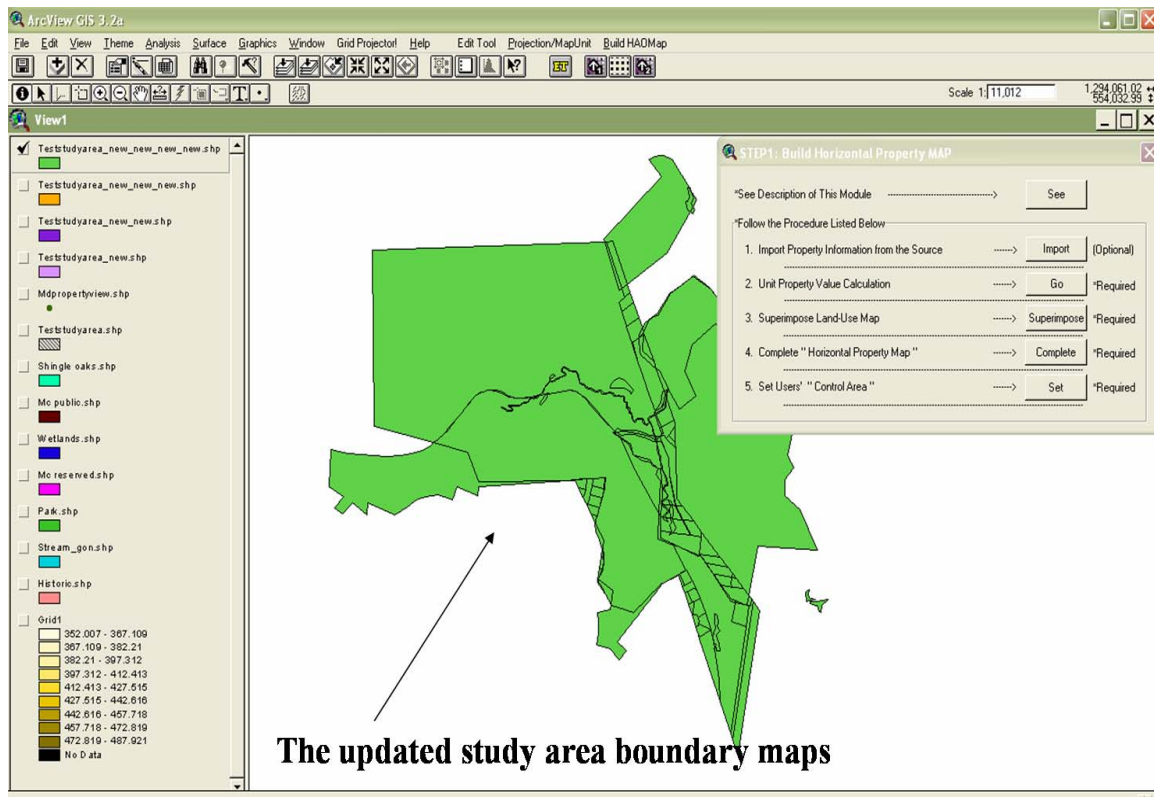 ArcView GIS 3.2a
File Edit View Theme Analysis Surface Graphics Window Grid Projector! Help Edit Tool Projection/MapUnit Build HAOMap
ET
T
Scale 1: 11,012
1,294,061.02
554,032.99
View1
Teststudyarea_new_new_new_new.shp
Teststudyarea_new_new_new.shp
Teststudyarea_new_new.shp
Teststudyarea_new.shp
Mdpropertyview.shp
Teststudyarea.shp
Shingle oaks.shp
Mc public.shp
Wetlands.shp
Mc reserved.shp
Park.shp
Stream_gon.shp
Historic.shp
Grid1
352.007 - 367.109
367.109 - 382.21
382.21 - 397.312
397.312 - 412.413
412.413 - 427.515
427.515 - 442.616
442.616 - 457.718
457.718 - 472.819
472.819 - 487.921
No Data
STEP1: Build Horizontal Property MAP
*See Description of This Module -----------------------------------> See
*Follow the Procedure Listed Below
1. Import Property Information from the Source ------> Import (Optional)
2. Unit Property Value Calculation ------> Go *Required
3. Superimpose Land-Use Map ------> Superimpose *Required
4. Complete " Horizontal Property Map " ------> Complete *Required
5. Set Users' " Control Area " ------> Set *Required
The updated study area boundary maps